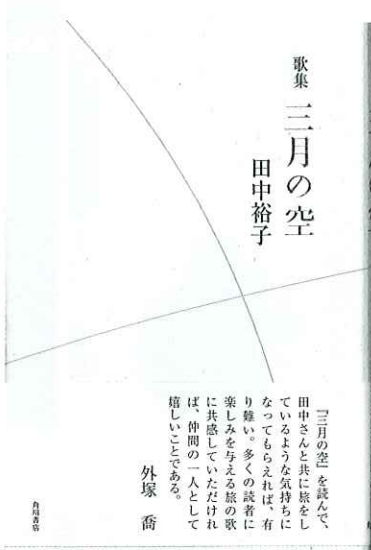 歌集
三月の空
田中裕子
『三月の空』を読んで、
田中さんと共に旅をし
ているような気持ちに
なってもらえれば、有
り難い。多くの読者に
楽しみを与える旅の歌
に共感していただけれ
ば、仲間の一人として
嬉しいことである。
外塚 喬
角川書店